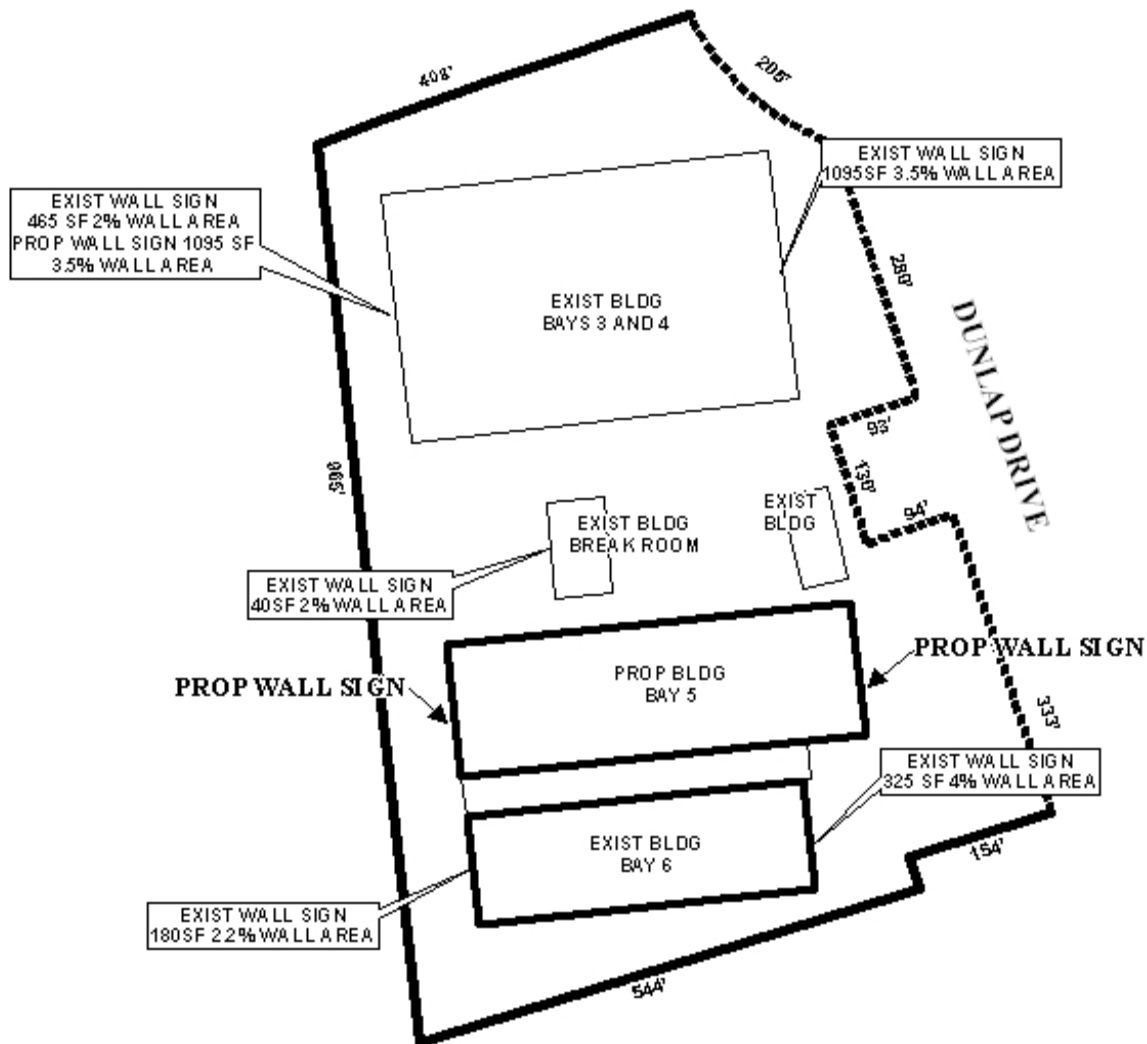 408'
205'
EXIST WALL SIGN
1095SF 3.5% WALL AREA
EXIST WALL SIGN
465 SF 2% WALL AREA
PROP WALL SIGN 1095 SF
3.5% WALL AREA
280'
EXIST BLDG
BAYS 3 AND 4
DUNLAP DRIVE
93'
136'
94'
EXIST
BLDG
EXIST BLDG
BREAK ROOM
EXIST WALL SIGN
40SF 2% WALL AREA
PROP WALL SIGN
PROP BLDG
BAY 5
PROP WALL SIGN
333'
EXIST WALL SIGN
325 SF 4% WALL AREA
EXIST BLDG
BAY 6
154'
EXIST WALL SIGN
180SF 2.2% WALL AREA
544'